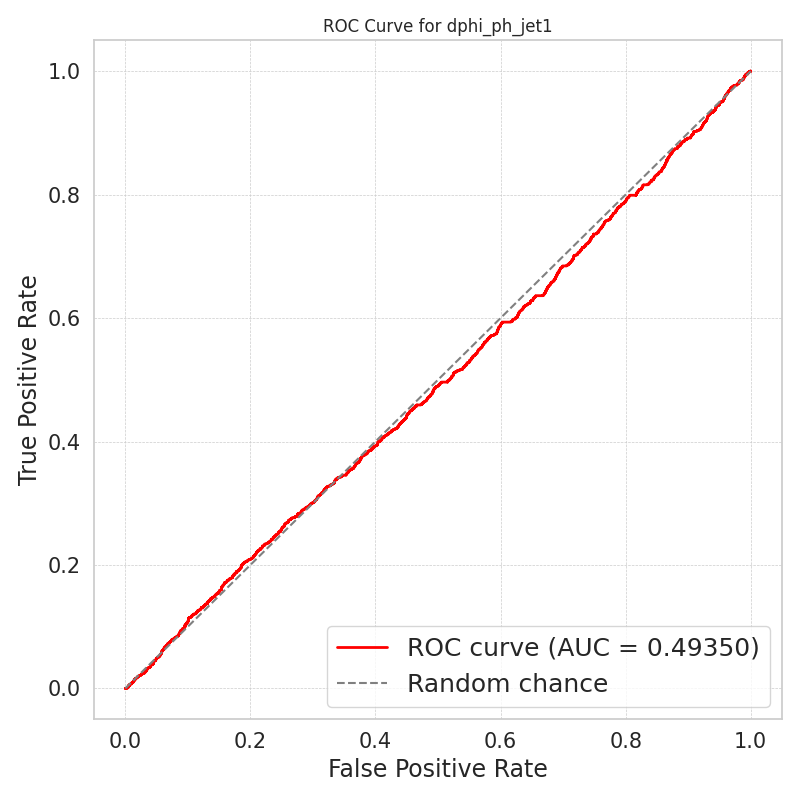 ROC Curve for dphi_ph_jet1
True Positive Rate
1.0
0.8
0.6
0.4
0.2
0.0
ROC curve (AUC = 0.49350)
Random chance
0.0 0.2 0.4 0.6 0.8 1.0
False Positive Rate